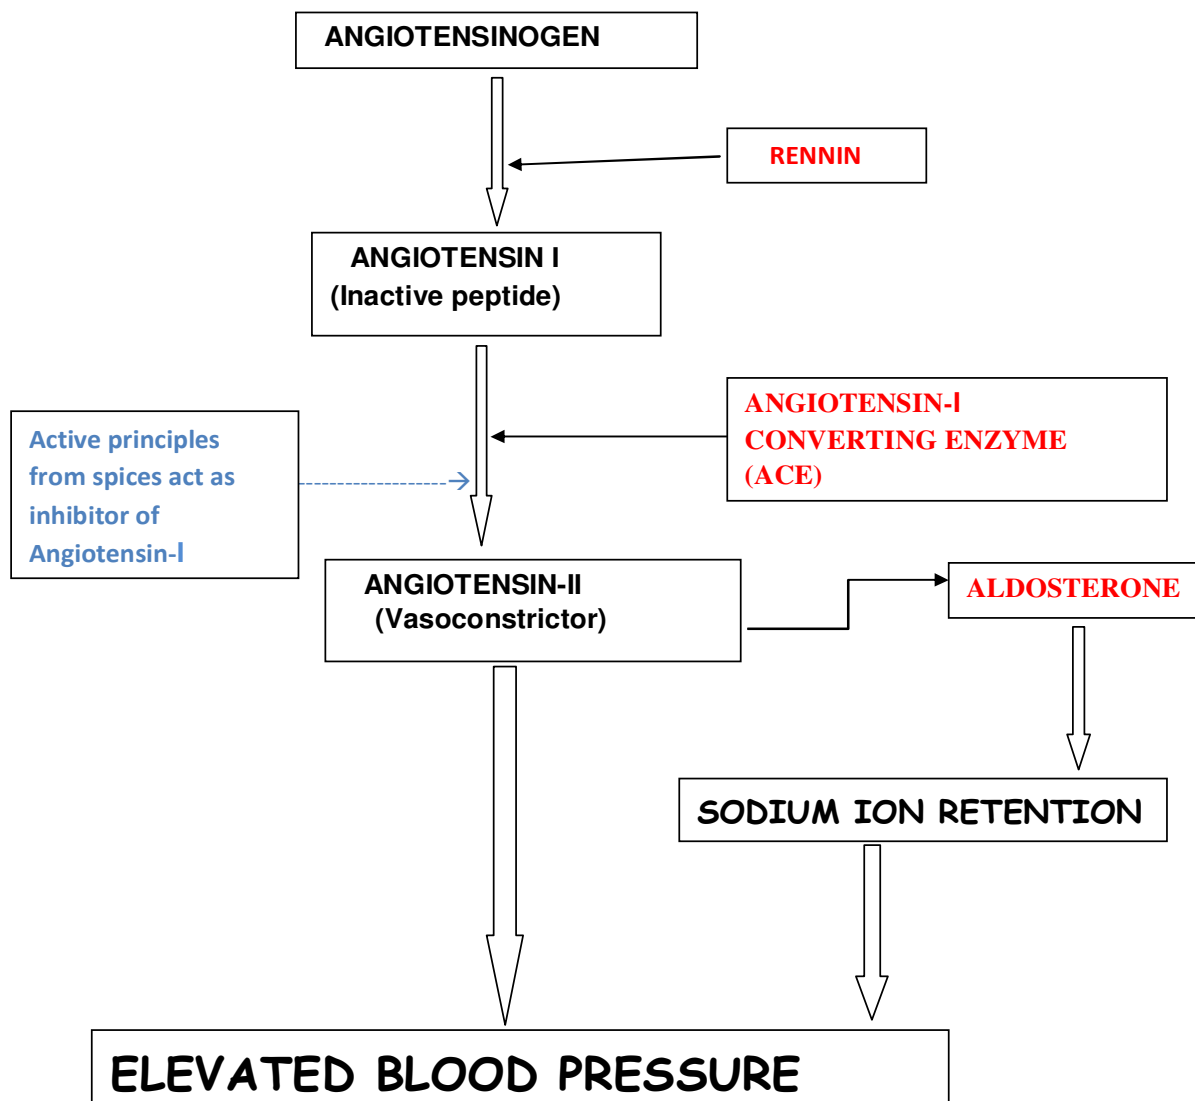 ANGIOTENSINOGEN
RENNIN
ANGIOTENSIN I
(Inactive peptide)
ANGIOTENSIN-I
CONVERTING ENZYME
(ACE)
Active principles
from spices act as
inhibitor of
Angiotensin-I
ANGIOTENSIN-II
(Vasoconstrictor)
ALDOSTERONE
SODIUM ION RETENTION
ELEVATED BLOOD PRESSURE